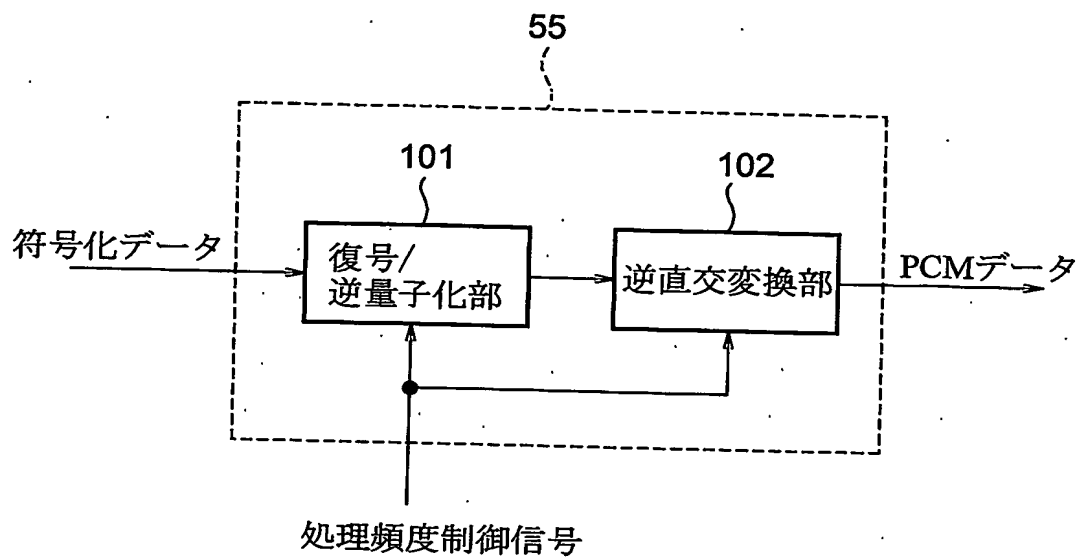 55
101
102
符号化データ
復号/
逆量子化部
逆直交変換部
PCMデータ
処理頻度制御信号